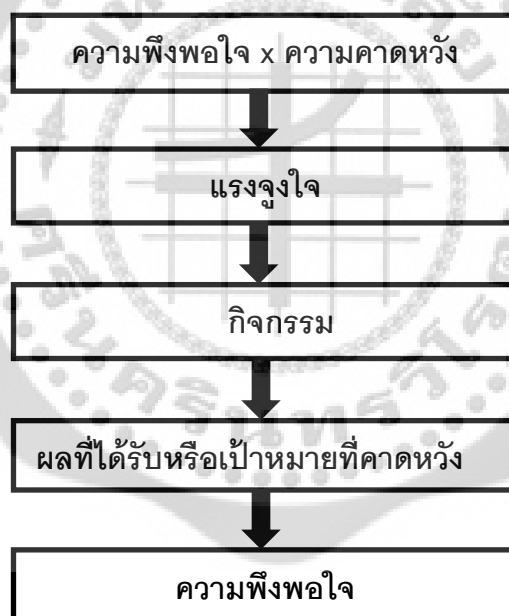 ความพึงพอใจ x ความคาดหวัง
แรงจูงใจ
กิจกรรม
ผลที่ได้รับหรือเป้าหมายที่คาดหวัง
ความพึงพอใจ